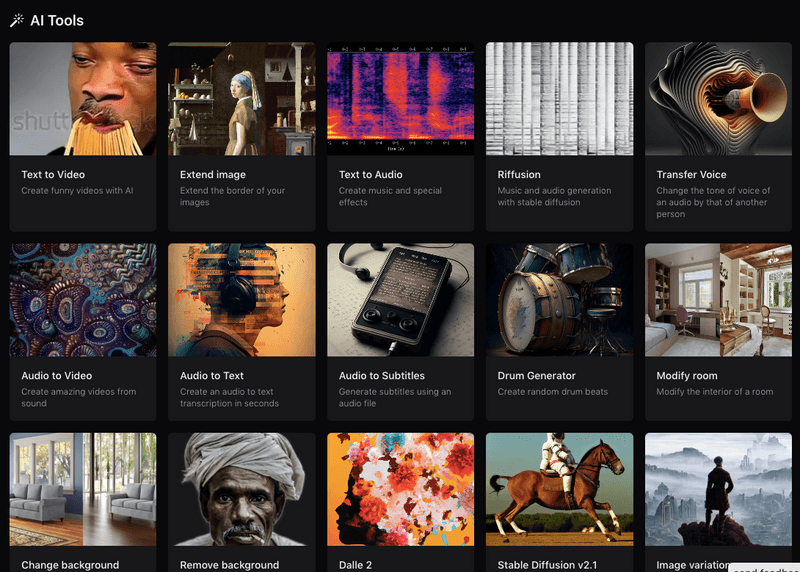 AI Tools
shutt
Text to Video
Create funny videos with AI
Extend image
Extend the border of your
images
Text to Audio
Create music and special
effects
Riffusion
Music and audio generation
with stable diffusion
Transfer Voice
Change the tone of voice of
an audio by that of another
person
Audio to Video
Create amazing videos from
sound
Audio to Text
Create an audio to text
transcription in seconds
Audio to Subtitles
Generate subtitles using an
audio file
Drum Generator
Create random drum beats
Modify room
Modify the interior of a room
Change background
Remove background
Dalle 2
Stable Diffusion v2.1
Image variation
send feedbac